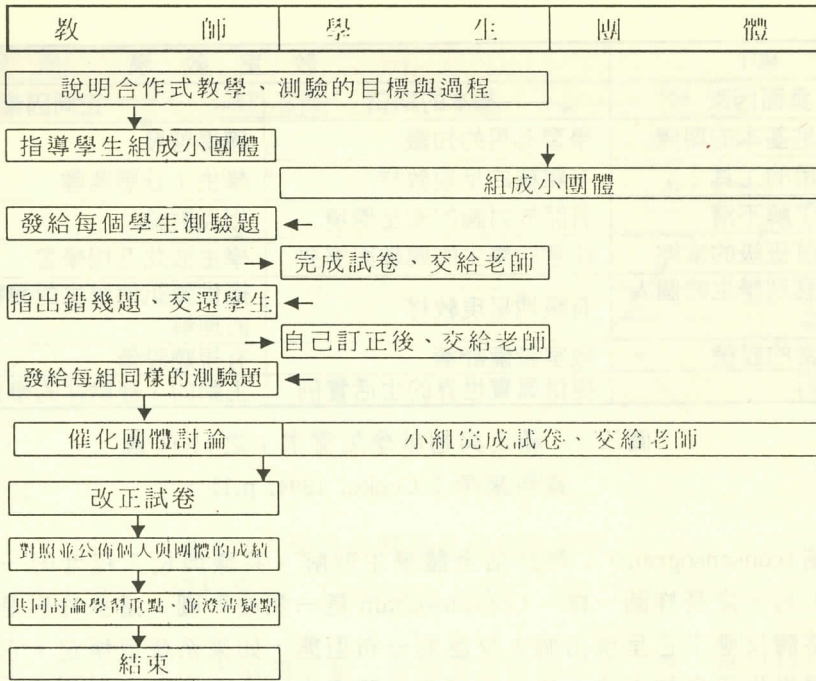 教 師 學 生 團 體
說明合作式教學、測驗的目標與過程
指導學生組成小團體
組成小團體
發給每個學生測驗題
完成試卷、交給老師
指出錯幾題、交還學生
自己訂正後、交給老師
發給每組同樣的測驗題
催化團體討論 小組完成試卷、交給老師
改正試卷
對照並公佈個人與團體的成績
共同討論學習重點、並澄清疑點
結束